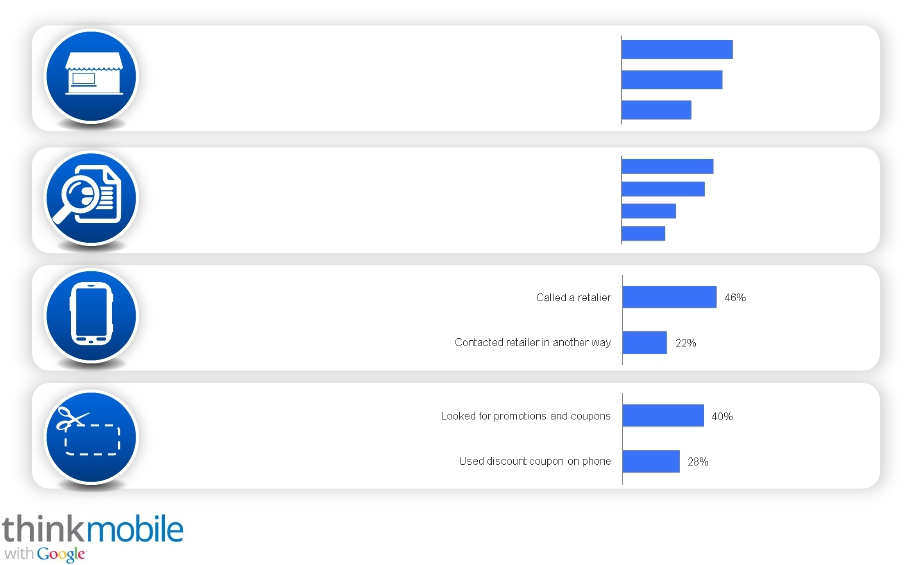 Called a retalier
46%
Contacted retailer in another way
22%
Looked for promotions and coupons
40%
Used discount coupon on phone
28%
thinkmobile
with Google